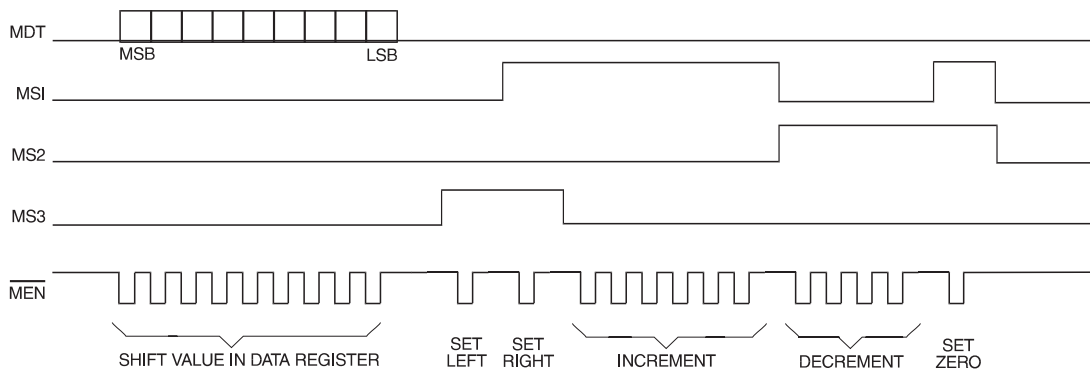 MDT
MSB LSB
MSI
MS2
MS3
MEN
SHIFT VALUE IN DATA REGISTER
SET
LEFT
SET
RIGHT
INCREMENT
DECREMENT
SET
ZERO